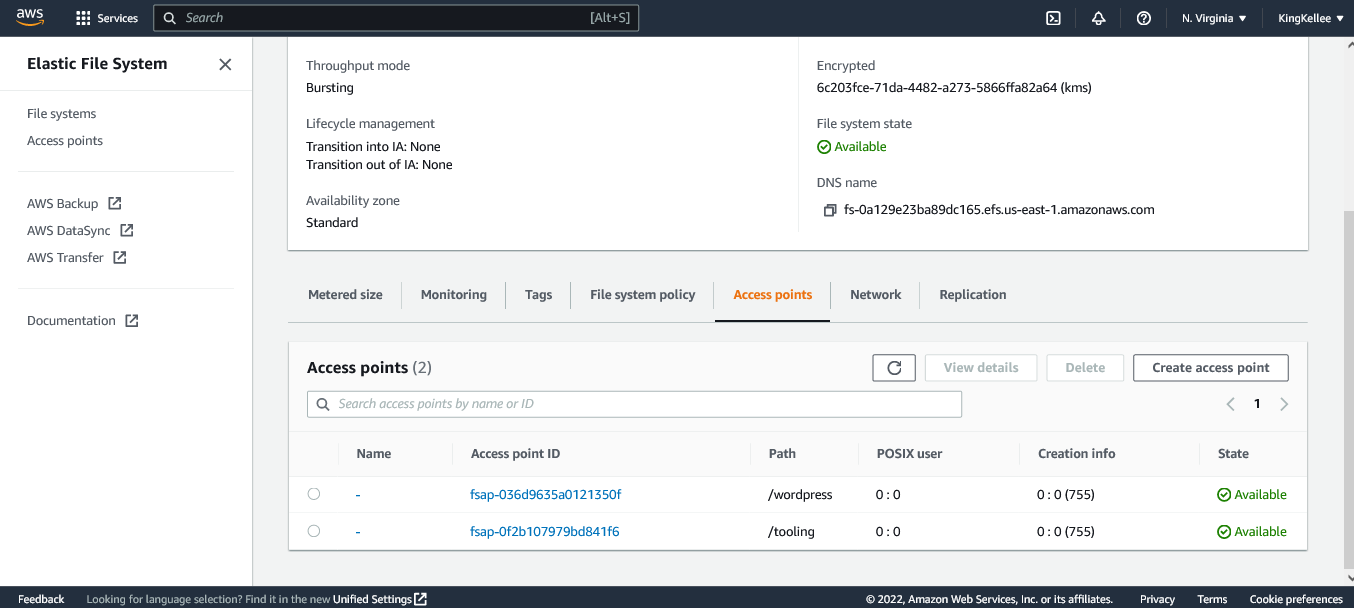 aws
Services
Search
[Alt+S]
N. Virginia
KingKellee
Elastic File System
File systems
Access points
AWS Backup
AWS DataSync
AWS Transfer
Documentation
Throughput mode
Bursting
Lifecycle management
Transition into IA: None
Transition out of IA: None
Availability zone
Standard
Encrypted
6c203fce-71da-4482-a273-5866ffa82a64 (kms)
File system state
Available
DNS name
fs-0a129e23ba89dc165.efs.us-east-1.amazonaws.com
Metered size Monitoring Tags File system policy Access points Network Replication
Access points (2)
View details Delete Create access point
Search access points by name or ID
1
Name Access point ID Path POSIX user Creation info State
- fsap-036d9635a0121350f /wordpress 0 : 0 0 : 0 (755) Available
- fsap-0f2b107979bd841f6 /tooling 0 : 0 0 : 0 (755) Available
Feedback Looking for language selection? Find it in the new Unified Settings © 2022, Amazon Web Services, Inc. or its affiliates. Privacy Terms Cookie preferences